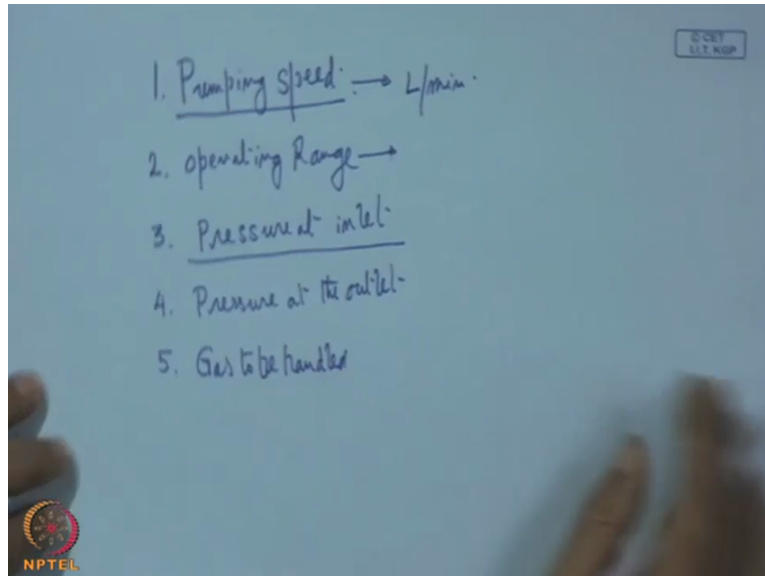 © CET
I.I.T. KGP
1. Pumping Speed. → L/min.
2. Operating Range →
3. Pressure at inlet
4. Pressure at the outlet
5. Gas to be handled
NPTEL